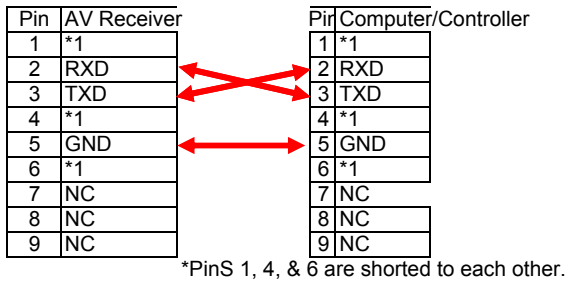 Pin AV Receiver Pin Computer/Controller
1 *1 1 *1
2 RXD 2 RXD
3 TXD 3 TXD
4 *1 4 *1
5 GND 5 GND
6 *1 6 *1
7 NC 7 NC
8 NC 8 NC
9 NC 9 NC
*PinS 1, 4, & 6 are shorted to each other.